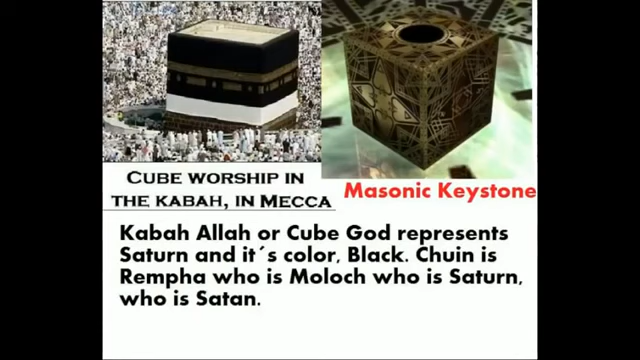 CUBE WORSHIP IN
THE KABAH, IN MECCA
Masonic Keystone
Kabah Allah or Cube God represents
Saturn and it´s color, Black. Chuin is
Rempha who is Moloch who is Saturn,
who is Satan.